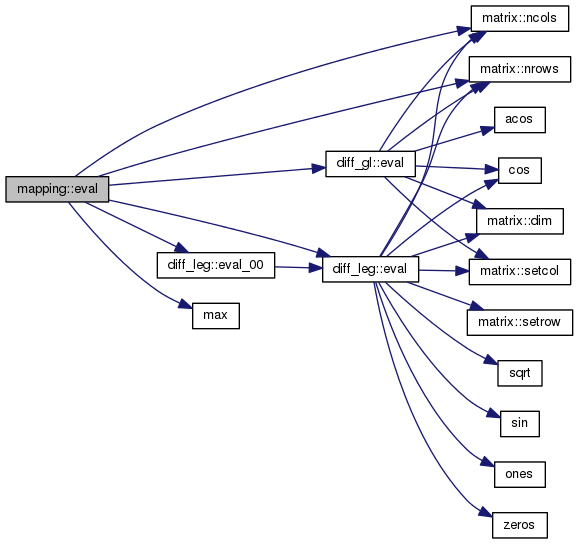 matrix::ncols
matrix::nrows
acos
diff_gl::eval
cos
mapping::eval
matrix::dim
diff_leg::eval_00
diff_leg::eval
matrix::setcol
max
matrix::setrow
sqrt
sin
ones
zeros